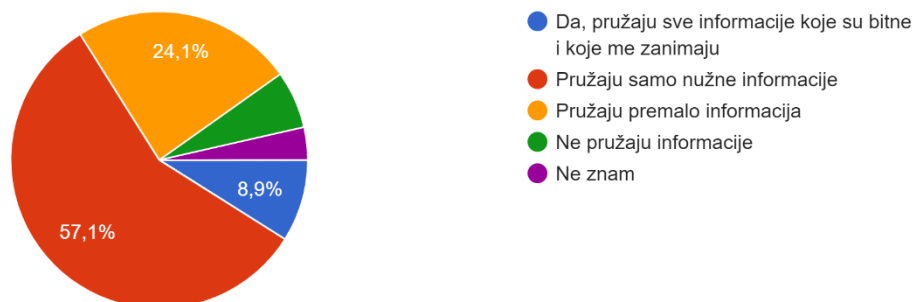 24,1%
8,9%
57,1%
Da, pružaju sve informacije koje su bitne
i koje me zanimaju
Pružaju samo nužne informacije
Pružaju premalo informacija
Ne pružaju informacije
Ne znam